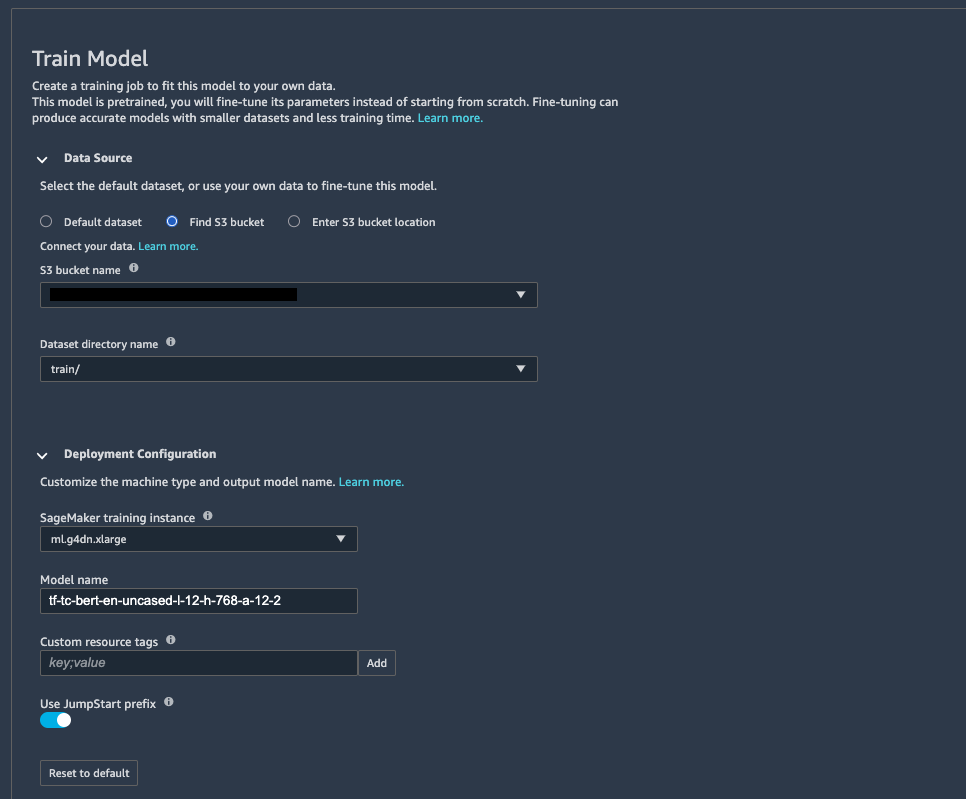 Train Model
Create a training job to fit this model to your own data.
This model is pretrained, you will fine-tune its parameters instead of starting from scratch. Fine-tuning can
produce accurate models with smaller datasets and less training time. Learn more.
Data Source
Select the default dataset, or use your own data to fine-tune this model.
Default dataset Find S3 bucket Enter S3 bucket location
Connect your data. Learn more.
S3 bucket name
Dataset directory name
train/
Deployment Configuration
Customize the machine type and output model name. Learn more.
SageMaker training instance
ml.g4dn.xlarge
Model name
tf-tc-bert-en-uncased-l-12-h-768-a-12-2
Custom resource tags
key;value Add
Use JumpStart prefix
Reset to default